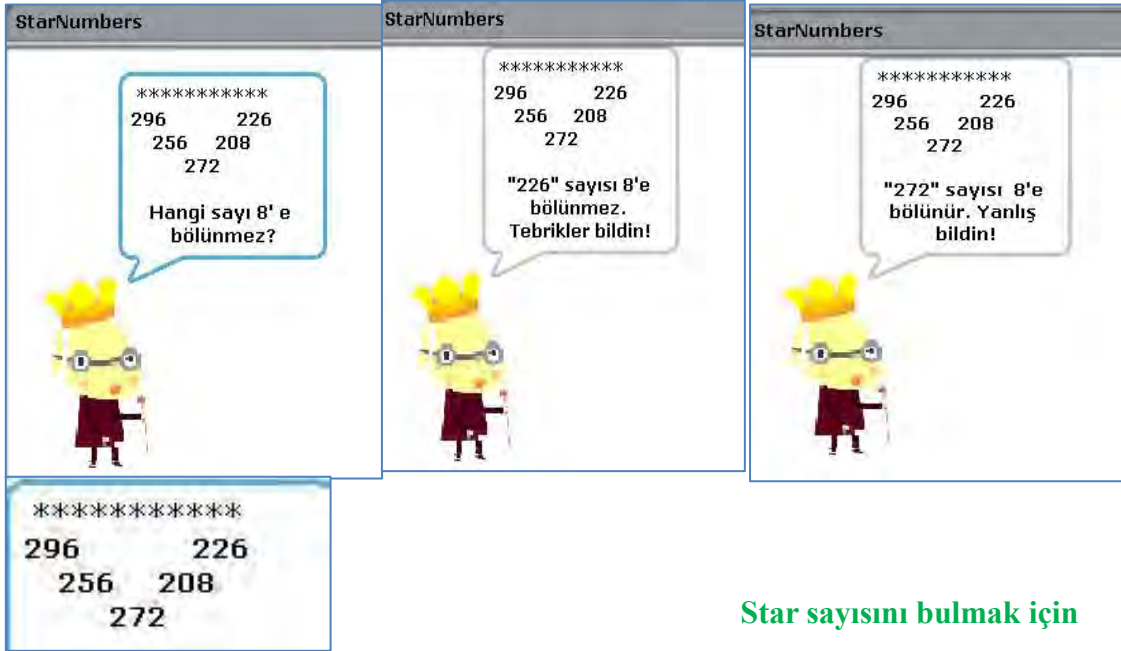 StarNumbers
***********
296 226
256 208
272
Hangi sayı 8' e
bölünmez?
StarNumbers
***********
296 226
256 208
272
"226" sayısı 8'e
bölünmez.
Tebrikler bildin!
StarNumbers
***********
296 226
256 208
272
"272" sayısı 8'e
bölünür. Yanlış
bildin!
***********
296 226
256 208
272
Star sayısını bulmak için